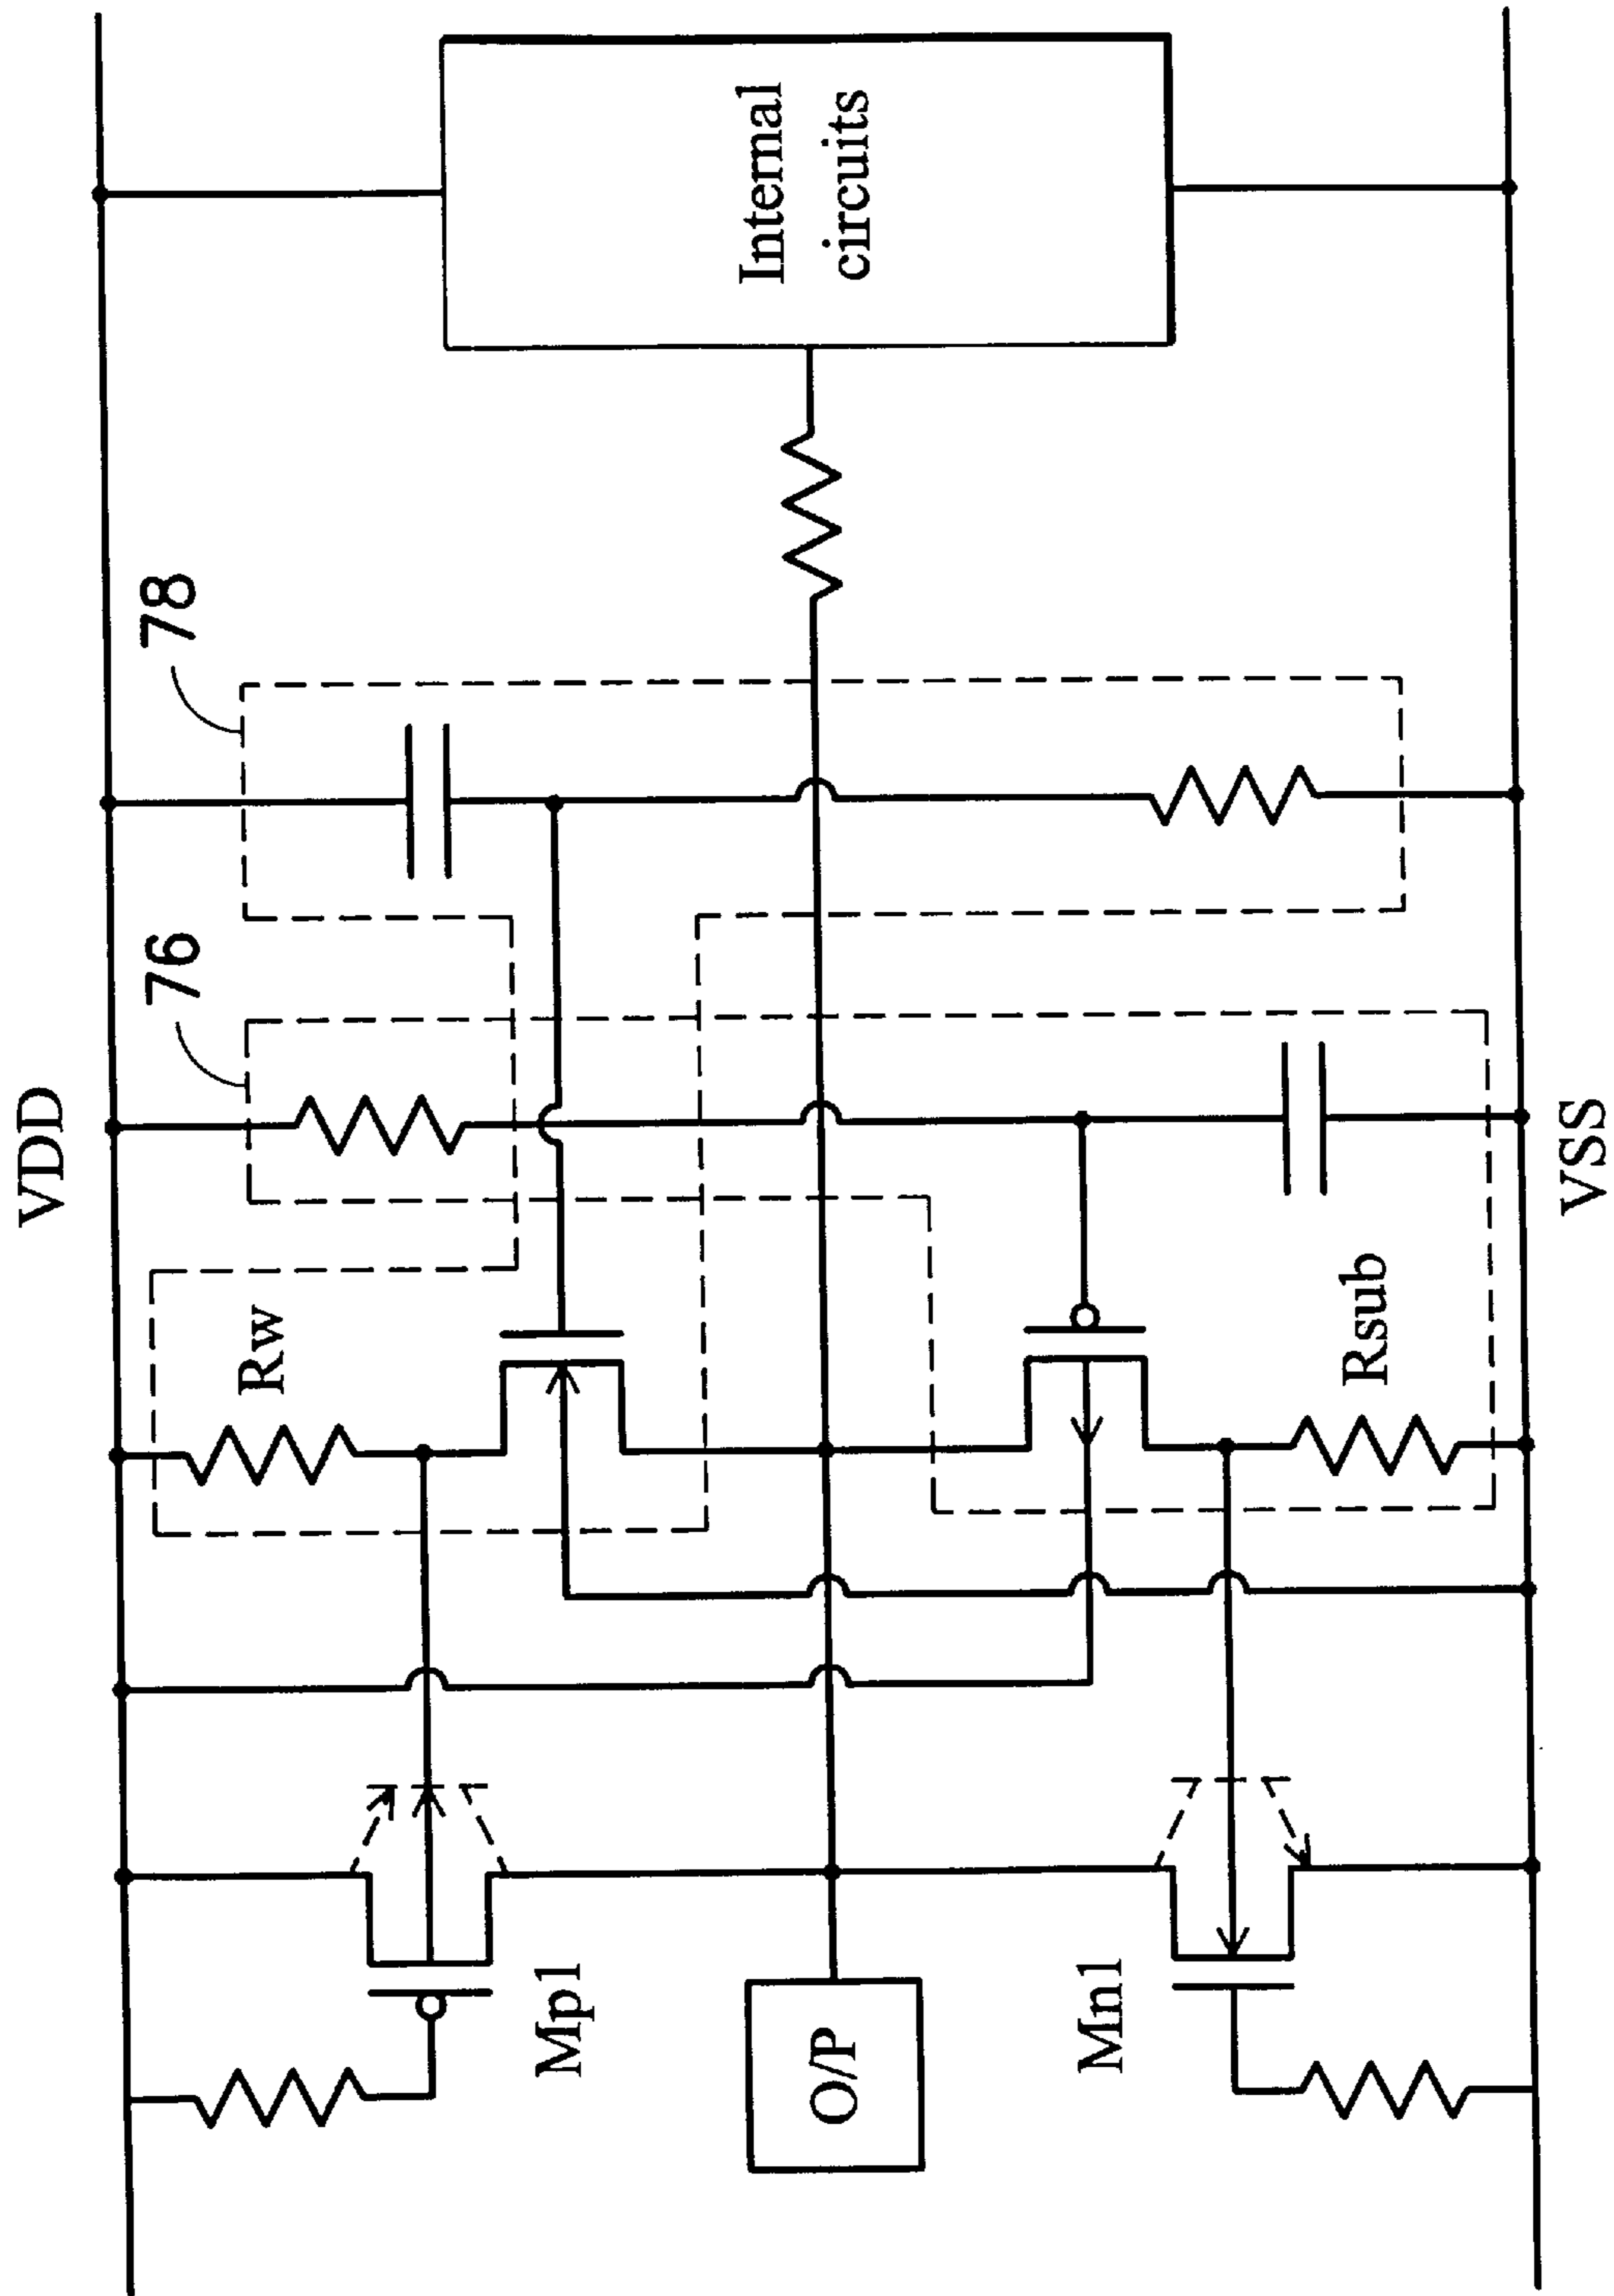 VDD
78
76
Rw
Internal
circuits
Mp1
O/P
Mn1
Rsub
VSS